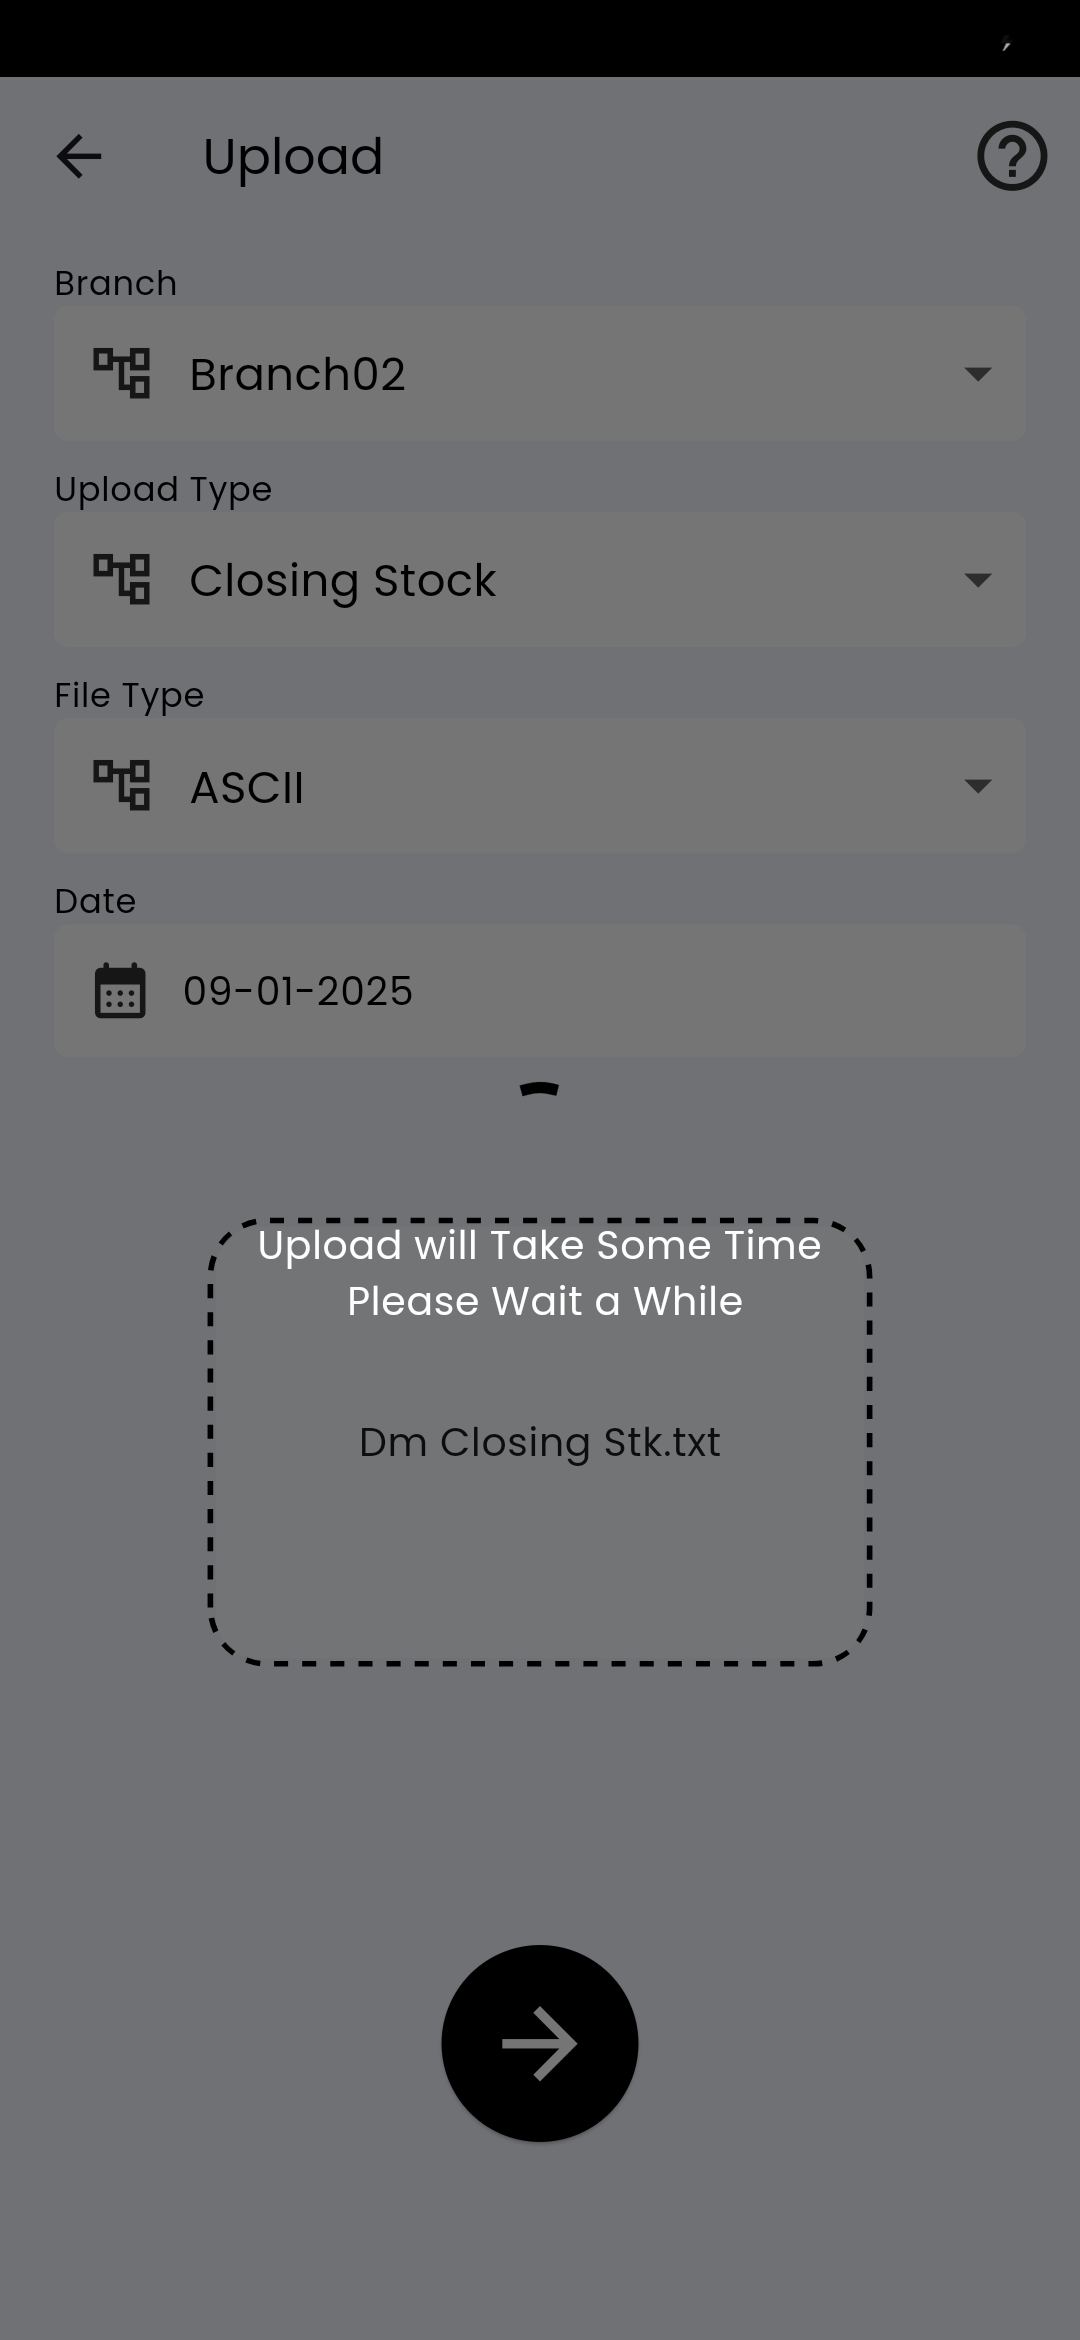 Upload
Branch
Branch02
Upload Type
Closing Stock
File Type
ASCII
Date
09-01-2025
Upload will Take Some Time
Please Wait a While
Dm Closing Stk.txt